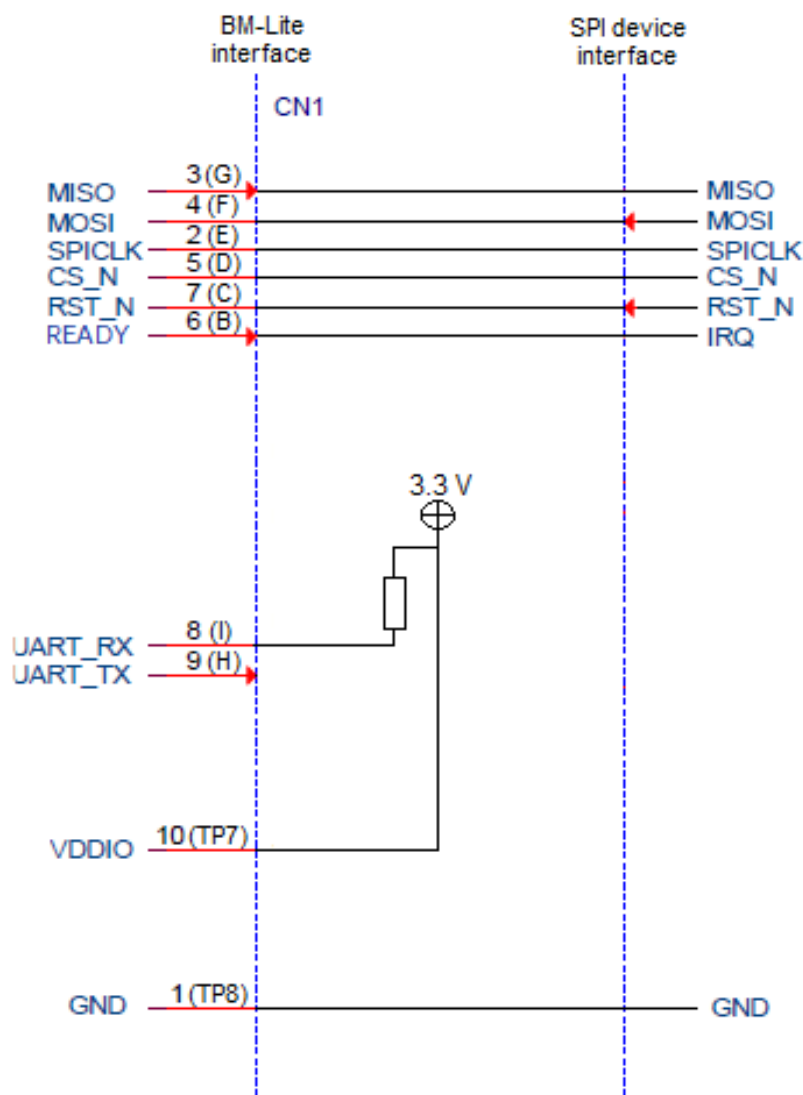 BM-Lite
interface
SPI device
interface
CN1
MISO 3 (G) MISO
MOSI 4 (F) MOSI
SPICLK 2 (E) SPICLK
CS_N 5 (D) CS_N
RST_N 7 (C) RST_N
READY 6 (B) IRQ
3.3 V
UART_RX 8 (I)
UART_TX 9 (H)
VDDIO 10 (TP7)
GND 1 (TP8) GND